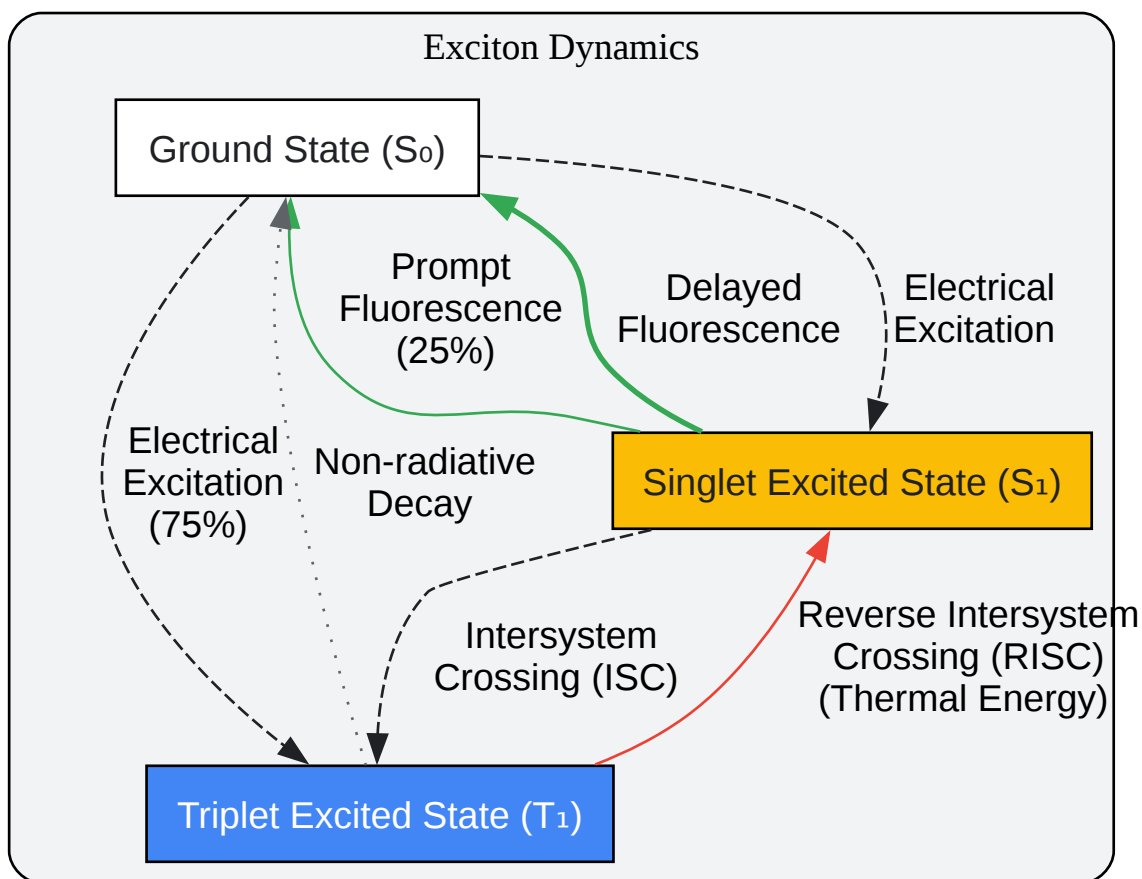 Exciton Dynamics
Ground State (S₀)
Prompt
Fluorescence
(25%)
Delayed
Fluorescence
Electrical
Excitation
Electrical
Excitation
(75%)
Non-radiative
Decay
Singlet Excited State (S₁)
Intersystem
Crossing (ISC)
Reverse Intersystem
Crossing (RISC)
(Thermal Energy)
Triplet Excited State (T₁)